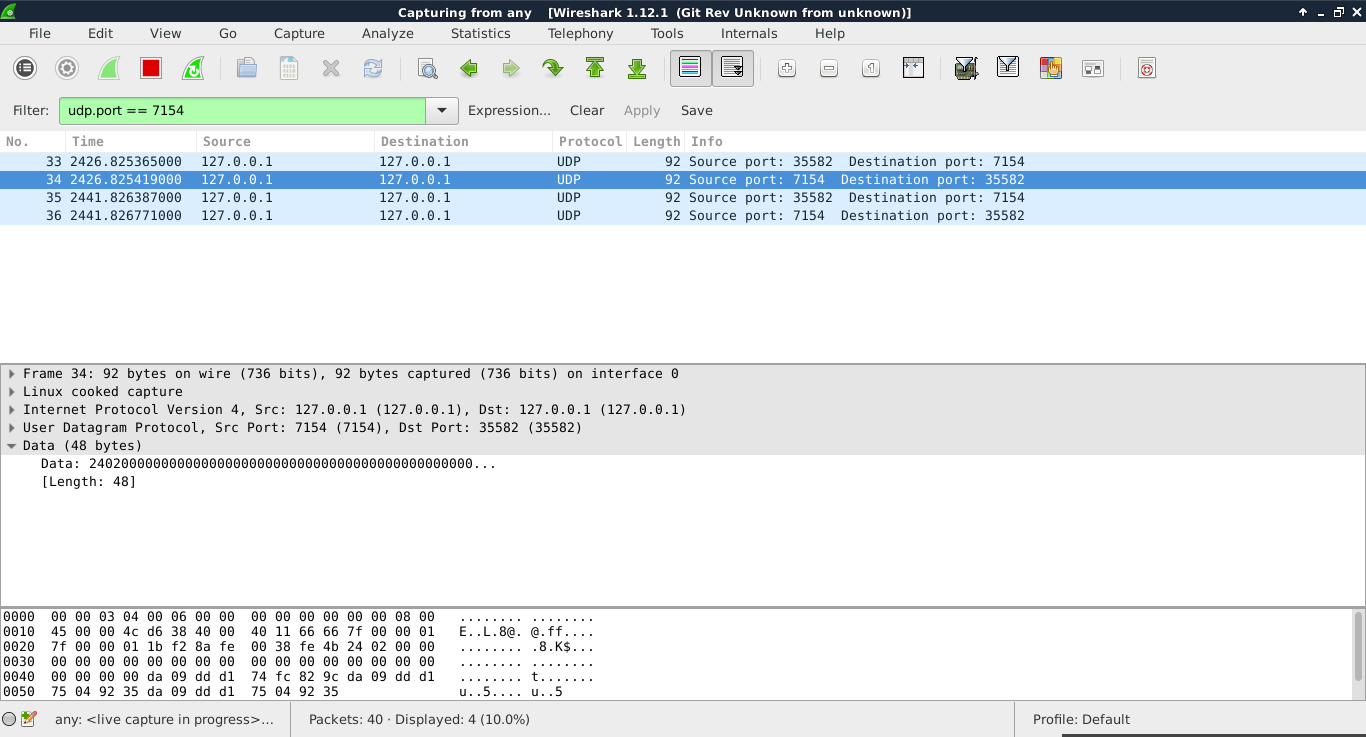 Capturing from any [Wireshark 1.12.1 (Git Rev Unknown from unknown)]
File Edit View Go Capture Analyze Statistics Telephony Tools Internals Help
Filter: udp.port == 7154 Expression... Clear Apply Save
No. Time Source Destination Protocol Length Info
33 2426.825365000 127.0.0.1 127.0.0.1 UDP 92 Source port: 35582 Destination port: 7154
34 2426.825419000 127.0.0.1 127.0.0.1 UDP 92 Source port: 7154 Destination port: 35582
35 2441.826387000 127.0.0.1 127.0.0.1 UDP 92 Source port: 35582 Destination port: 7154
36 2441.826771000 127.0.0.1 127.0.0.1 UDP 92 Source port: 7154 Destination port: 35582
Frame 34: 92 bytes on wire (736 bits), 92 bytes captured (736 bits) on interface 0
Linux cooked capture
Internet Protocol Version 4, Src: 127.0.0.1 (127.0.0.1), Dst: 127.0.0.1 (127.0.0.1)
User Datagram Protocol, Src Port: 7154 (7154), Dst Port: 35582 (35582)
Data (48 bytes)
Data: 240200000000000000000000000000000000000000000000...
[Length: 48]
0000 00 00 03 04 00 06 00 00 00 00 00 00 00 00 08 00 ........ ........
0010 45 00 00 4c d6 38 40 00 40 11 66 66 7f 00 00 01 E..L.8@. @.ff....
0020 7f 00 00 01 1b f2 8a fe 00 38 fe 4b 24 02 00 00 ........ .8.K$...
0030 00 00 00 00 00 00 00 00 00 00 00 00 00 00 00 00 ........ ........
0040 00 00 00 00 da 09 dd d1 74 fc 82 9c da 09 dd d1 ........ t.......
0050 75 04 92 35 da 09 dd d1 75 04 92 35 u..5.... u..5
any: <live capture in progress>... Packets: 40 · Displayed: 4 (10.0%) Profile: Default